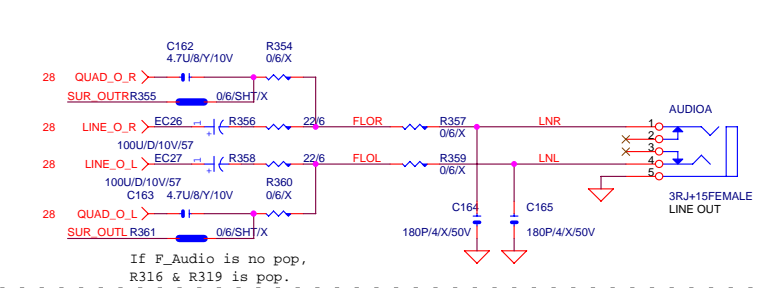 C162
4.7U/8/Y/10V
R354
0/6/X
28 QUAD_O_R
SUR_OUTR R355 0/6/SHT/X
AUDIOA
28 LINE_O_R EC26 1 + R356 22/6 FLOR R357 LNR 1
0/6/X
100U/D/10V/57
2
3
28 LINE_O_L EC27 1 + R358 22/6 FLOL R359 LNL 4
0/6/X
5
100U/D/10V/57
R360
0/6/X
C163 4.7U/8/Y/10V
3RJ+15FEMALE
LINE OUT
28 QUAD_O_L
C164 C165
SUR_OUTL R361 0/6/SHT/X
180P/4/X/50V 180P/4/X/50V
If F_Audio is no pop,
R316 & R319 is pop.